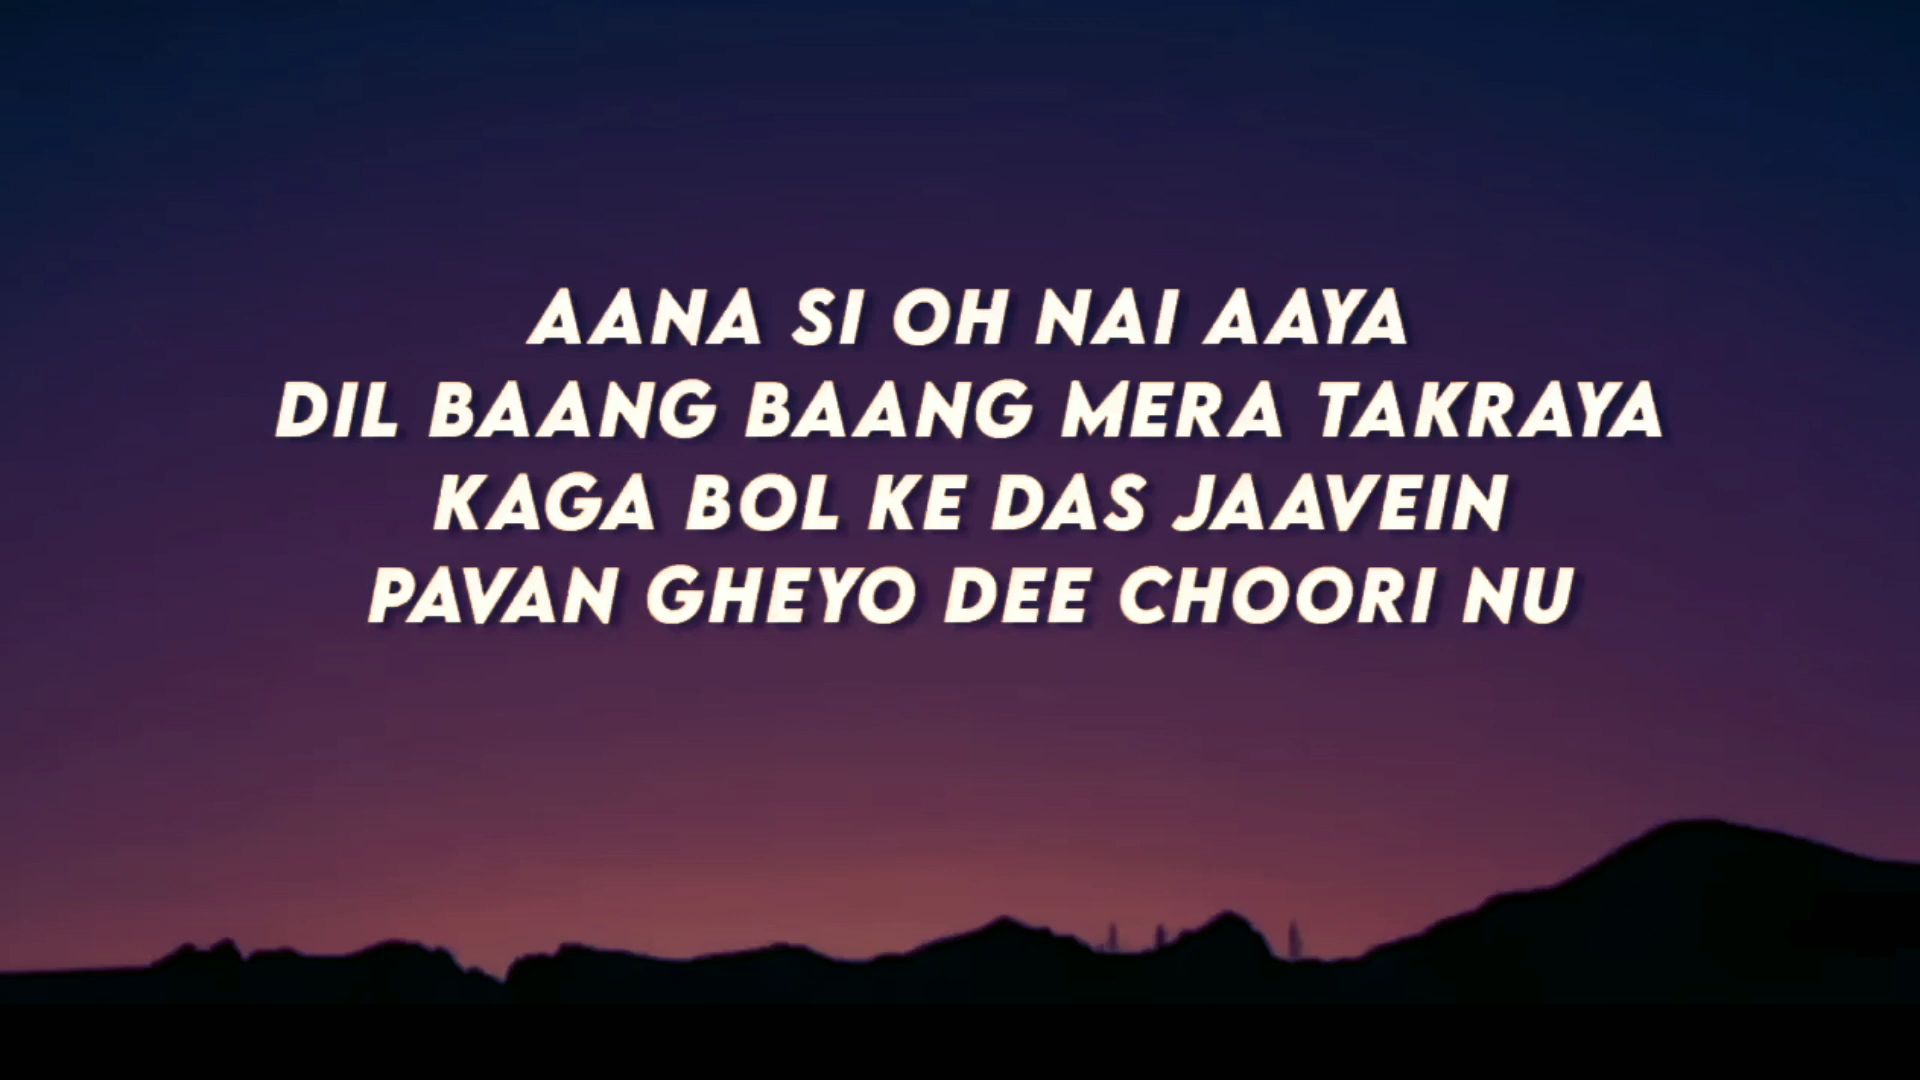 AANA SI OH NAI AAYA
DIL BAANG BAANG MERA TAKRAYA
KAGA BOL KE DAS JAAVEIN
PAVAN GHEYO DEE CHOORI NU